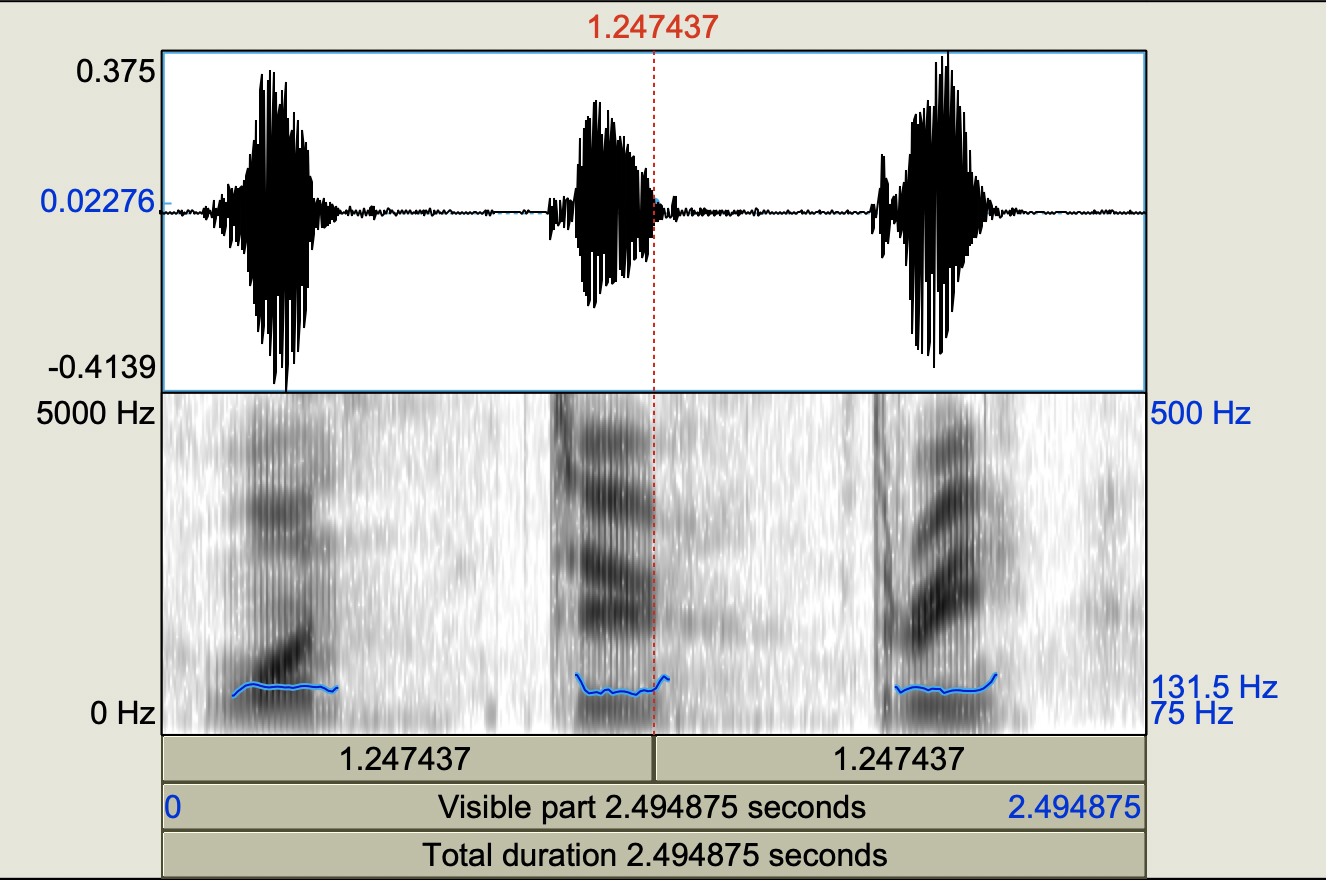 1.247437
0.375
0.02276
-0.4139
5000 Hz
500 Hz
131.5 Hz
0 Hz
75 Hz
1.247437
1.247437
0
Visible part 2.494875 seconds
2.494875
Total duration 2.494875 seconds